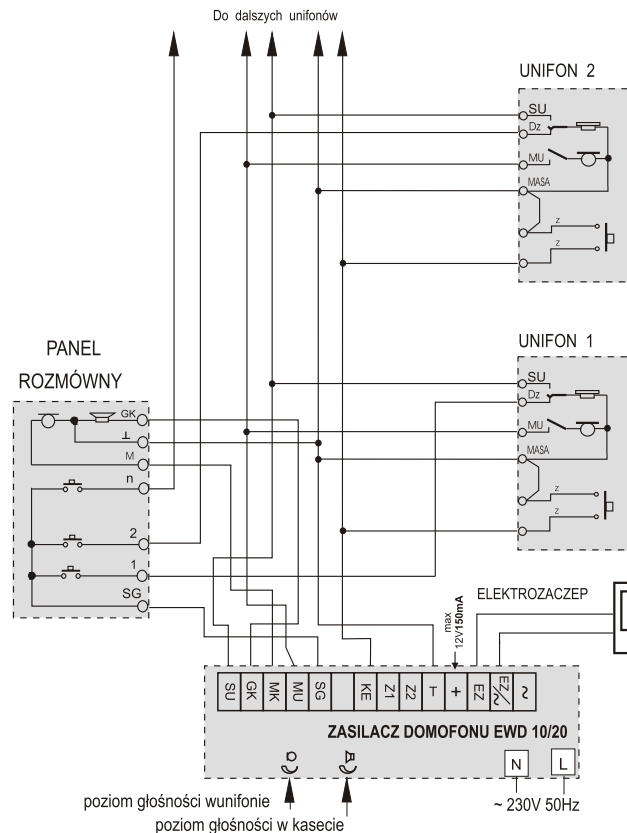 Do dalszych unifonów
UNIFON 2
SU
Dz
MU
MASA
z
z
UNIFON 1
SU
Dz
MU
MASA
z
z
PANEL
ROZMÓWNY
GK
⊥
M
n
2
1
SG
ELEKTROZACZEP
max
12V150mA
SU GK MK MU SG KE Z1 Z2 ⊥ + EZ EZ/~ ~
ZASILACZ DOMOFONU EWD 10/20
N L
poziom głośności wunifonie
poziom głośności w kasecie
~ 230V 50Hz